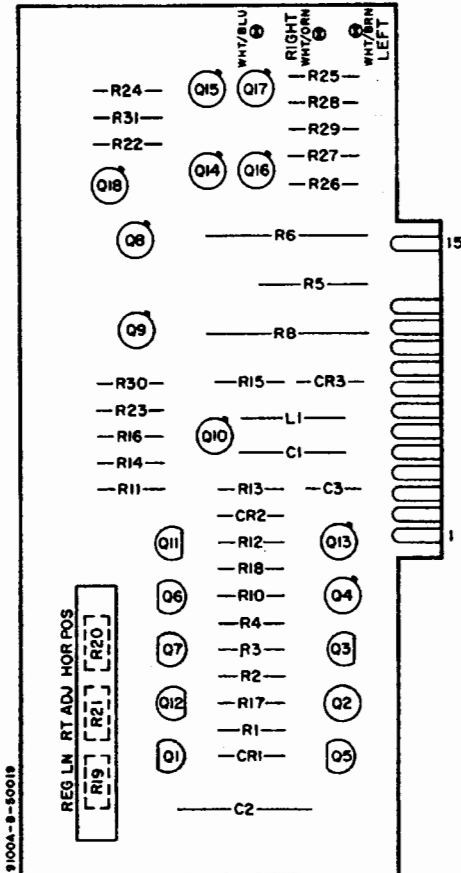 WHT/BLU
RIGHT
WHT/ORN
WHT/BRN
LEFT
R24
Q15
Q17
R25
R31
R28
R22
R29
Q18
Q14
Q16
R27
R26
Q8
R6
15
R5
Q9
R8
R30
R15
CR3
R23
L1
R16
Q10
C1
R14
R11
R13
C3
CR2
Q11
R12
Q13
1
R18
Q6
R10
Q4
R4
Q7
R3
Q3
R2
Q12
R17
Q2
R1
Q1
CR1
Q5
C2
REG LN RT ADJ HOR POS
R20
R21
R19
9100A-B-50019